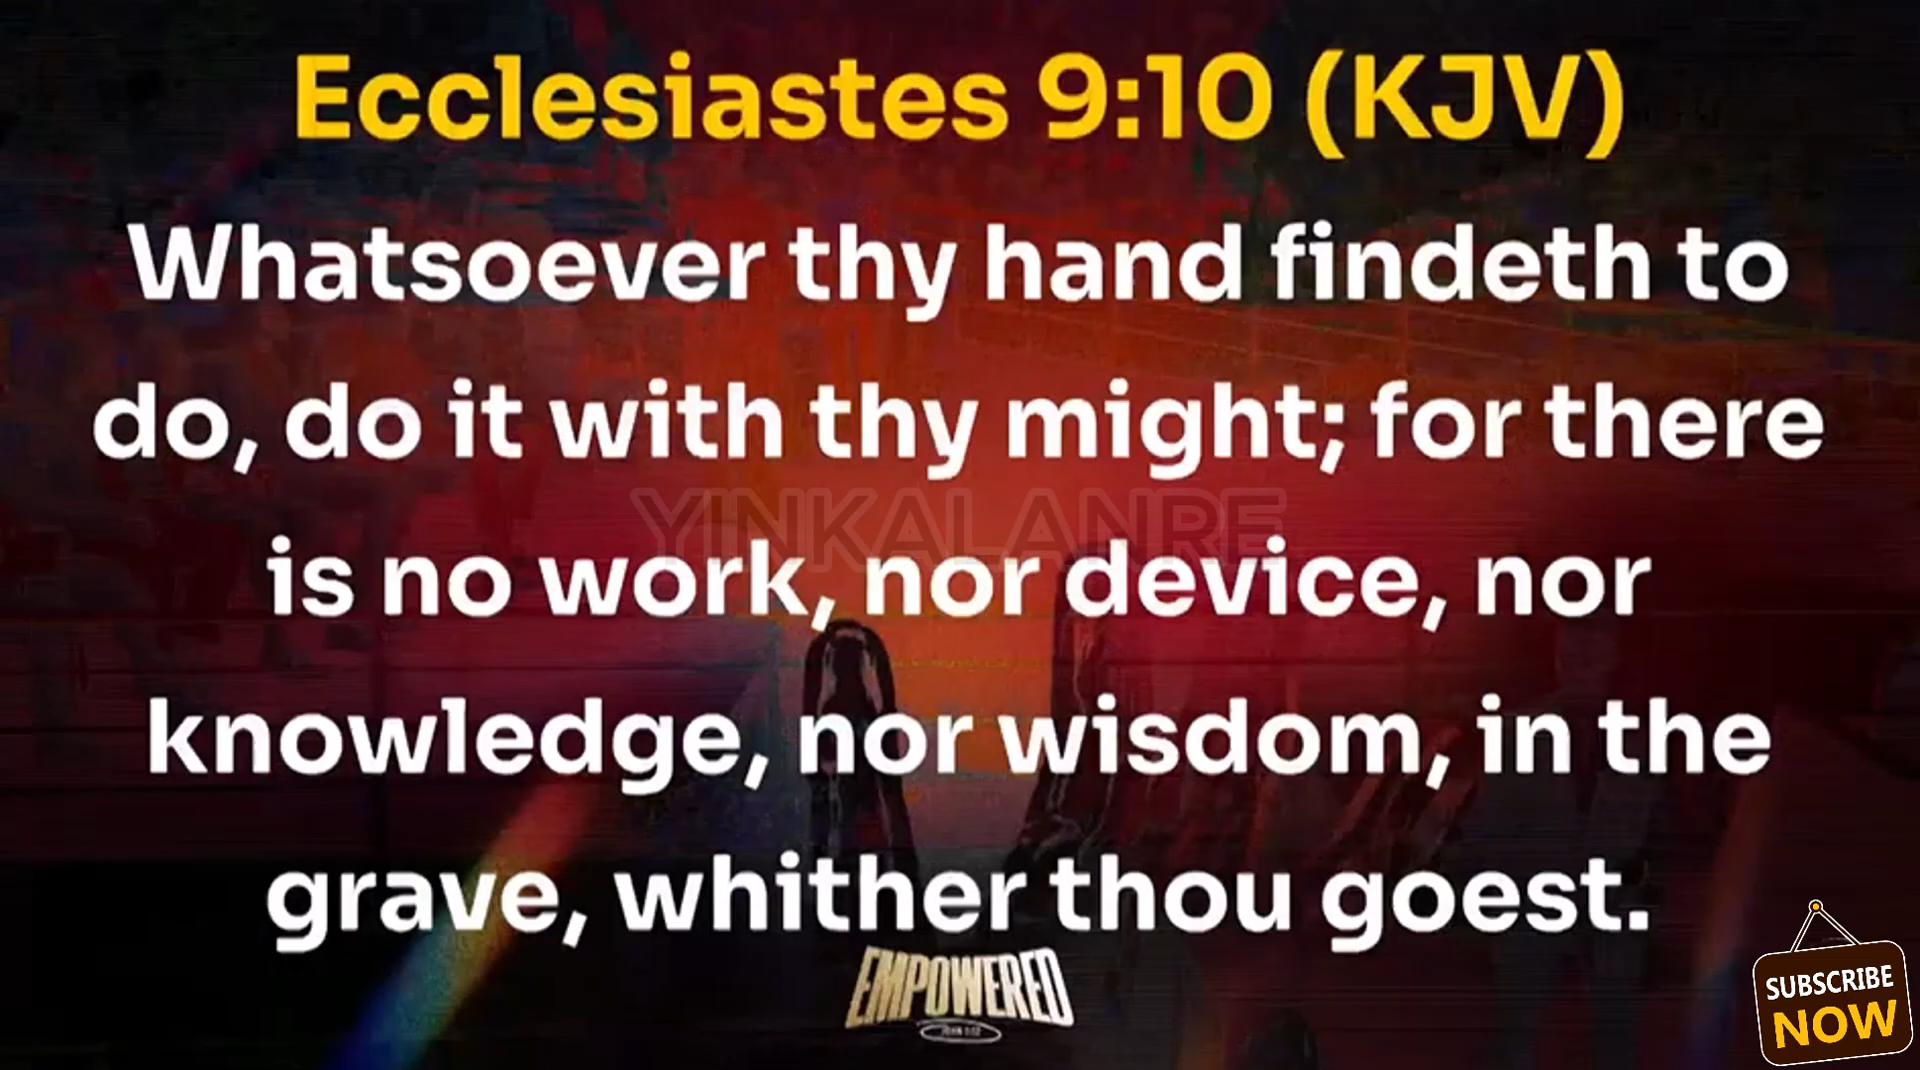 Ecclesiastes 9:10 (KJV)
Whatsoever thy hand findeth to
do, do it with thy might; for there
YINKALANRE
is no work, nor device, nor
knowledge, nor wisdom, in the
grave, whither thou goest.
EMPOWERED
SUBSCRIBE
NOW